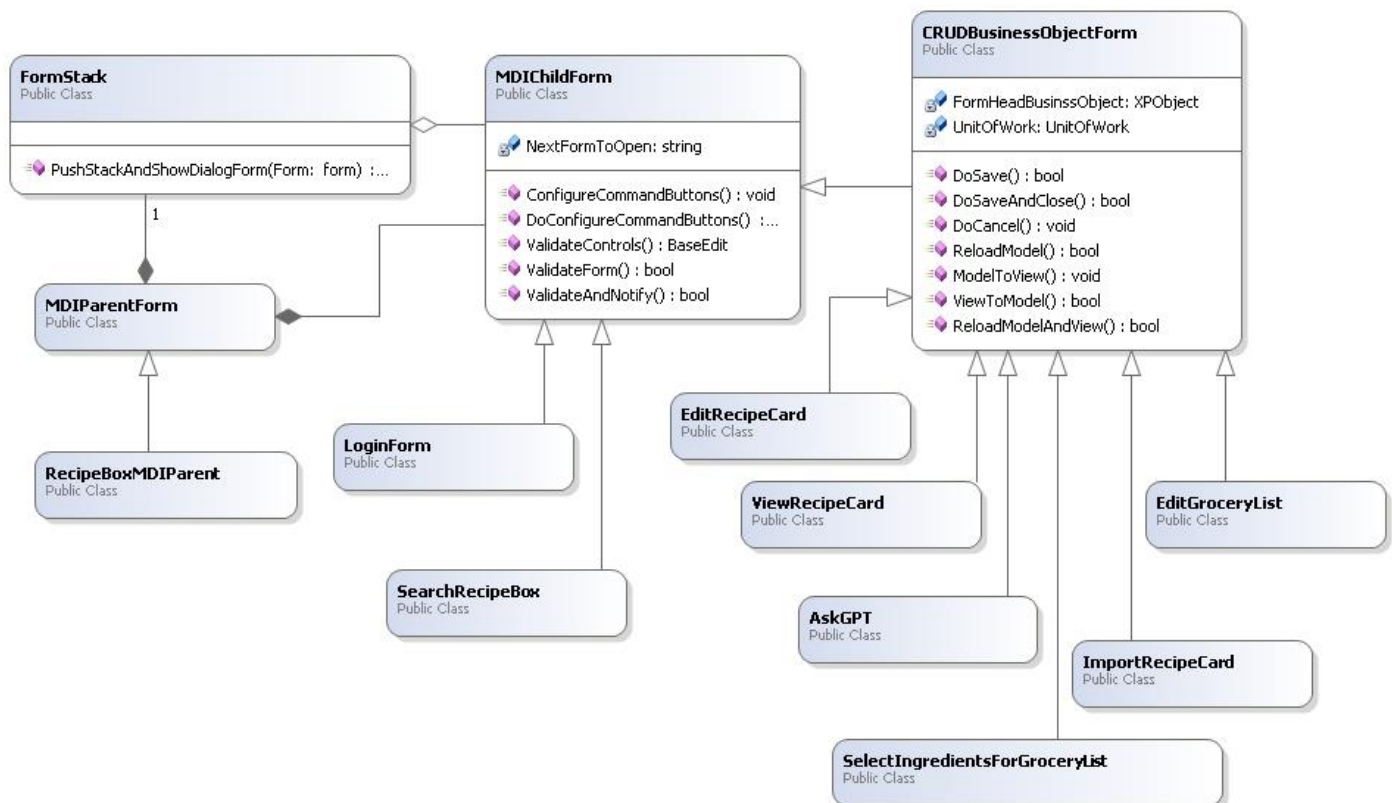 FormStack
Public Class
PushStackAndShowDialogForm(Form: form) :...
1
MDIParentForm
Public Class
RecipeBoxMDIParent
Public Class
MDIChildForm
Public Class
NextFormToOpen: string
ConfigureCommandButtons() : void
DoConfigureCommandButtons() :...
ValidateControls() : BaseEdit
ValidateForm() : bool
ValidateAndNotify() : bool
LoginForm
Public Class
SearchRecipeBox
Public Class
CRUDBusinessObjectForm
Public Class
FormHeadBusinssObject: XPObject
UnitOfWork: UnitOfWork
DoSave() : bool
DoSaveAndClose() : bool
DoCancel() : void
ReloadModel() : bool
ModelToView() : void
ViewToModel() : bool
ReloadModelAndView() : bool
EditRecipeCard
Public Class
ViewRecipeCard
Public Class
EditGroceryList
Public Class
AskGPT
Public Class
ImportRecipeCard
Public Class
SelectIngredientsForGroceryList
Public Class